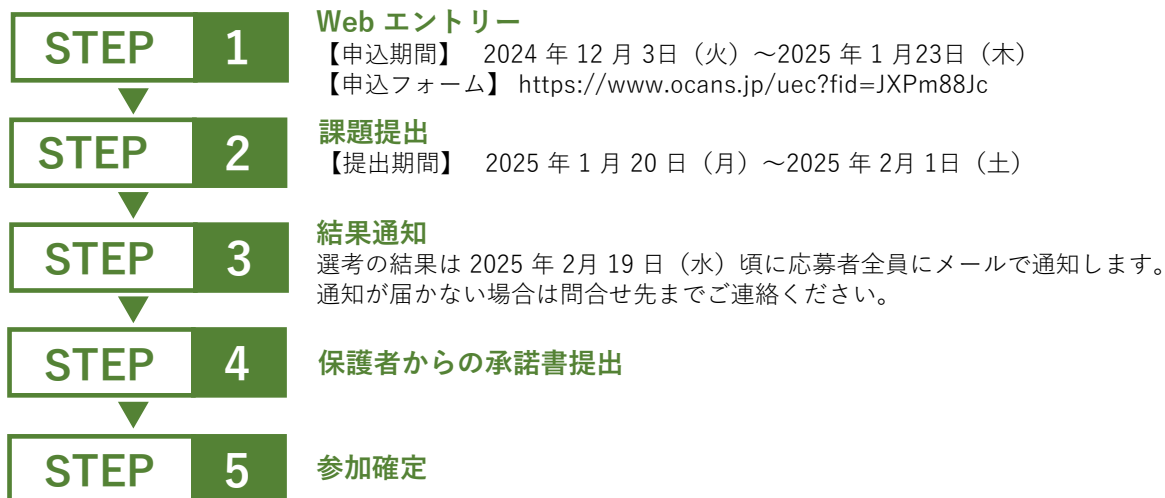 STEP 1
Web エントリー
【申込期間】 2024 年 12 月 3日（火）～2025 年 1 月23日（木）
【申込フォーム】 https://www.ocans.jp/uec?fid=JXPm88Jc
STEP 2
課題提出
【提出期間】 2025 年 1 月 20 日（月）～2025 年 2月 1日（土）
STEP 3
結果通知
選考の結果は 2025 年 2月 19 日（水）頃に応募者全員にメールで通知します。
通知が届かない場合は問合せ先までご連絡ください。
STEP 4
保護者からの承諾書提出
STEP 5
参加確定